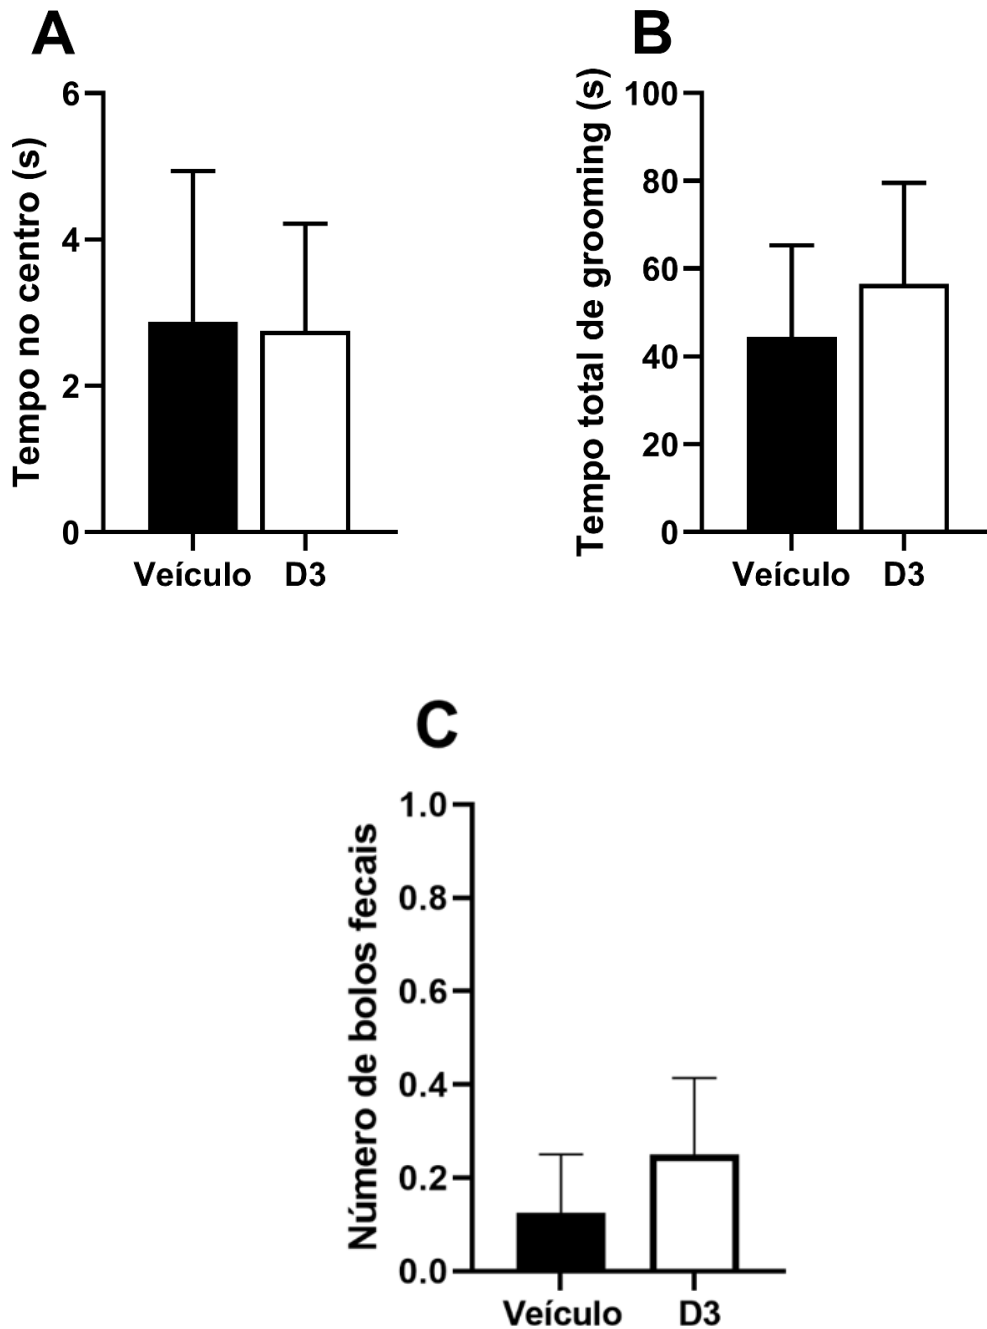 A
Tempo no centro (s)
6
4
2
0
Veículo D3
B
Tempo total de grooming (s)
100
80
60
40
20
0
Veículo D3
C
Número de bolos fecais
1.0
0.8
0.6
0.4
0.2
0.0
Veículo D3